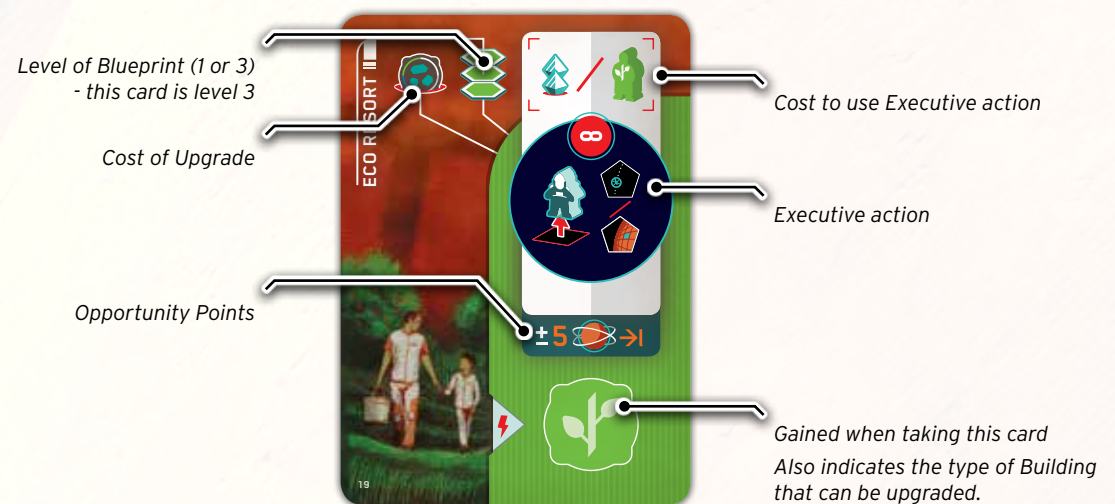 Level of Blueprint (1 or 3)
- this card is level 3
Cost of Upgrade
Opportunity Points
ECO RESORT
±5
19
Cost to use Executive action
Executive action
Gained when taking this card
Also indicates the type of Building
that can be upgraded.